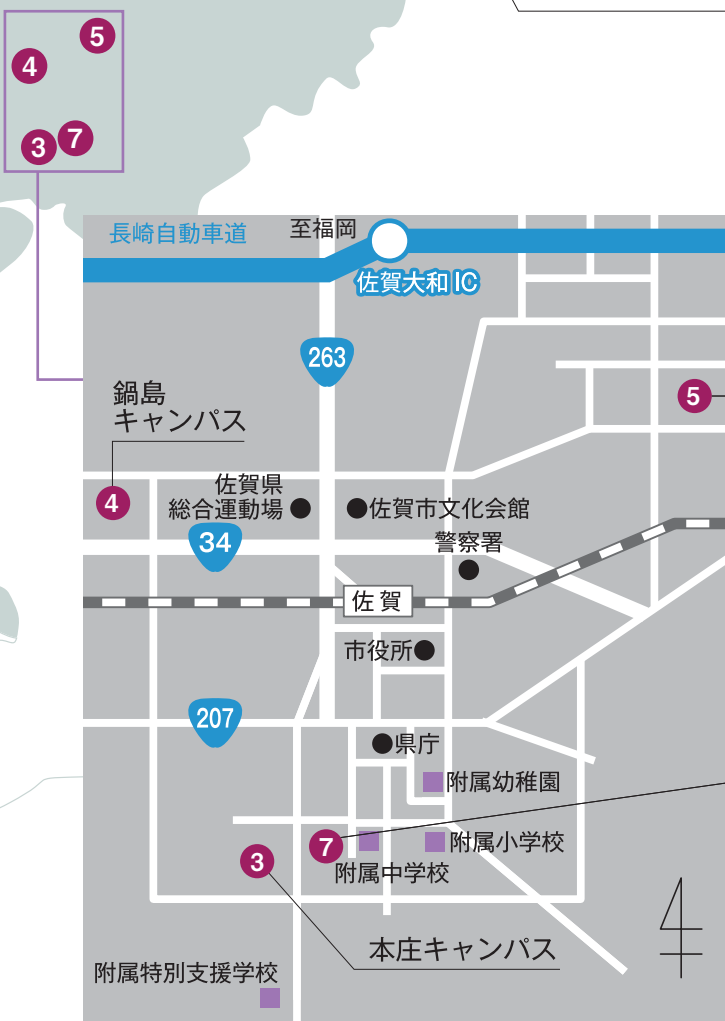 5
4
3
7
長崎自動車道
至福岡
佐賀大和IC
263
5
鍋島
キャンパス
4
佐賀県
総合運動場
佐賀市文化会館
34
警察署
佐賀
市役所
207
県庁
附属幼稚園
7
附属小学校
3
附属中学校
本庄キャンパス
附属特別支援学校